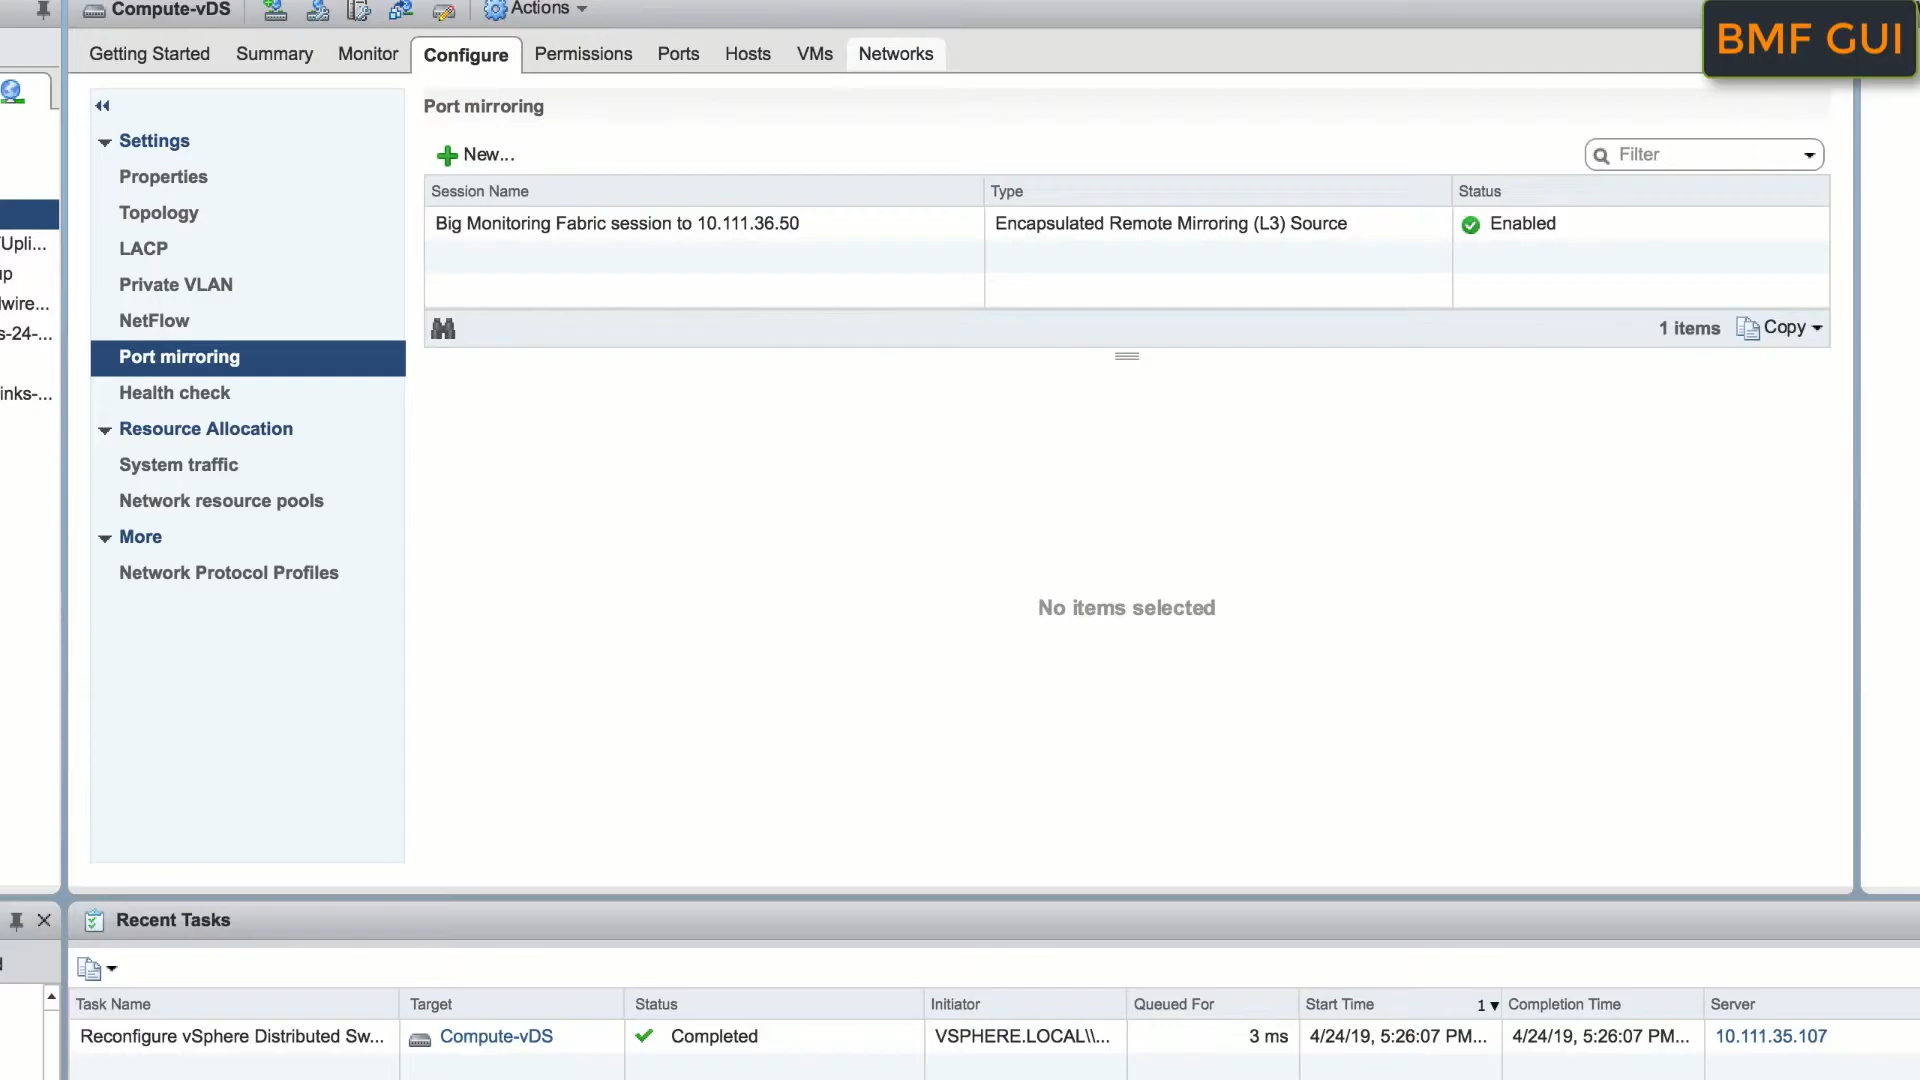 Compute-vDS Actions
BMF GUI
Getting Started Summary Monitor Configure Permissions Ports Hosts VMs Networks
Port mirroring
Settings
New...
Filter
Properties
Session Name Type Status
Topology
Big Monitoring Fabric session to 10.111.36.50 Encapsulated Remote Mirroring (L3) Source Enabled
Upli...
LACP
up
Private VLAN
lwire...
NetFlow
s-24-...
1 items Copy
Port mirroring
Health check
inks-...
Resource Allocation
System traffic
Network resource pools
More
Network Protocol Profiles
No items selected
Recent Tasks
Task Name Target Status Initiator Queued For Start Time 1 Completion Time Server
Reconfigure vSphere Distributed Sw... Compute-vDS Completed VSPHERE.LOCAL\\... 3 ms 4/24/19, 5:26:07 PM... 4/24/19, 5:26:07 PM... 10.111.35.107